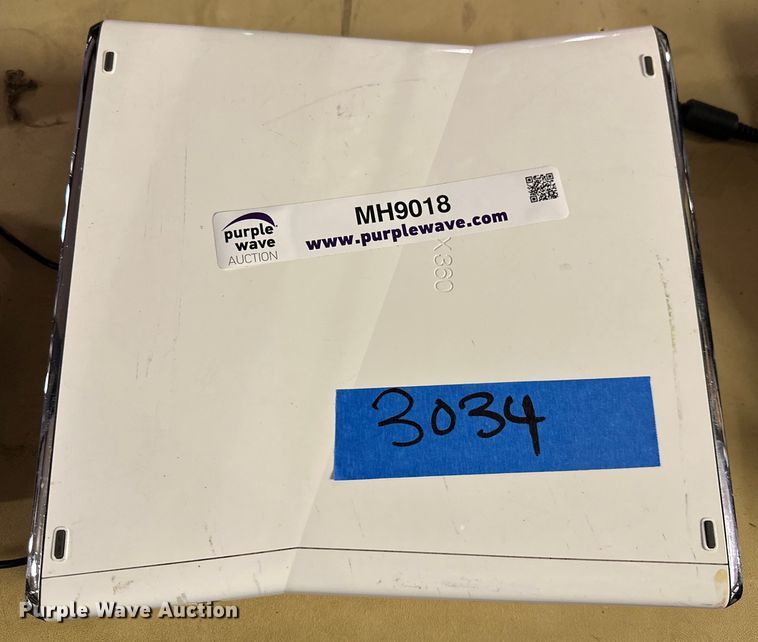 MH9018
purple
wave
AUCTION
www.purplewave.com
X360
3034
Purple Wave Auction